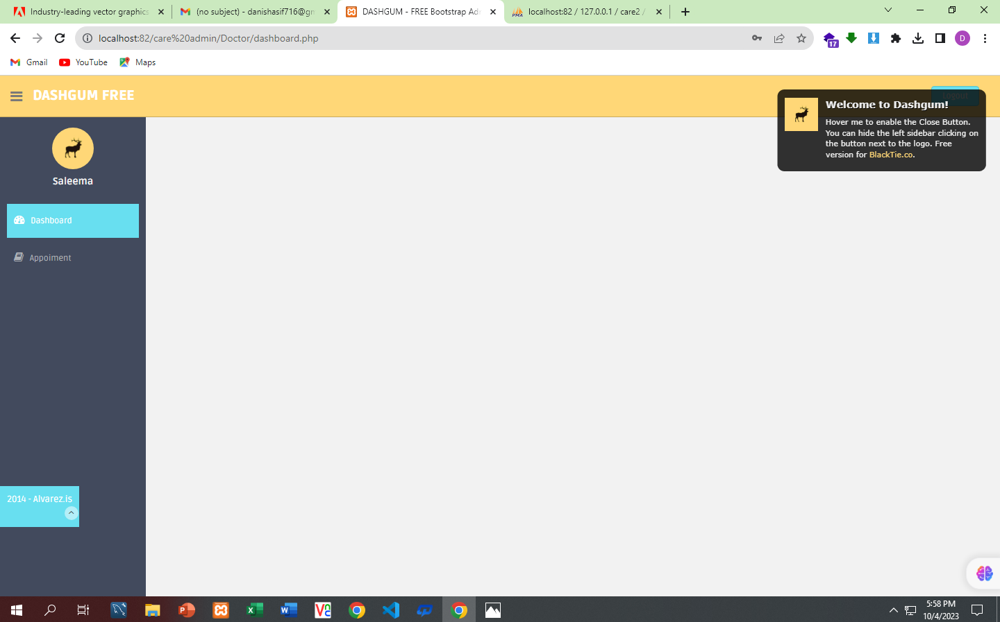 Industry-leading vector graphics
(no subject) - danishasif716@gm
DASHGUM - FREE Bootstrap Adm
localhost:82 / 127.0.0.1 / care2 /
localhost:82/care%20admin/Doctor/dashboard.php
17
D
Gmail
YouTube
Maps
DASHGUM FREE
Logout
Welcome to Dashgum!
Hover me to enable the Close Button.
You can hide the left sidebar clicking on
the button next to the logo. Free
version for BlackTie.co.
Saleema
Dashboard
Appoiment
2014 - Alvarez.is
5:58 PM
10/4/2023